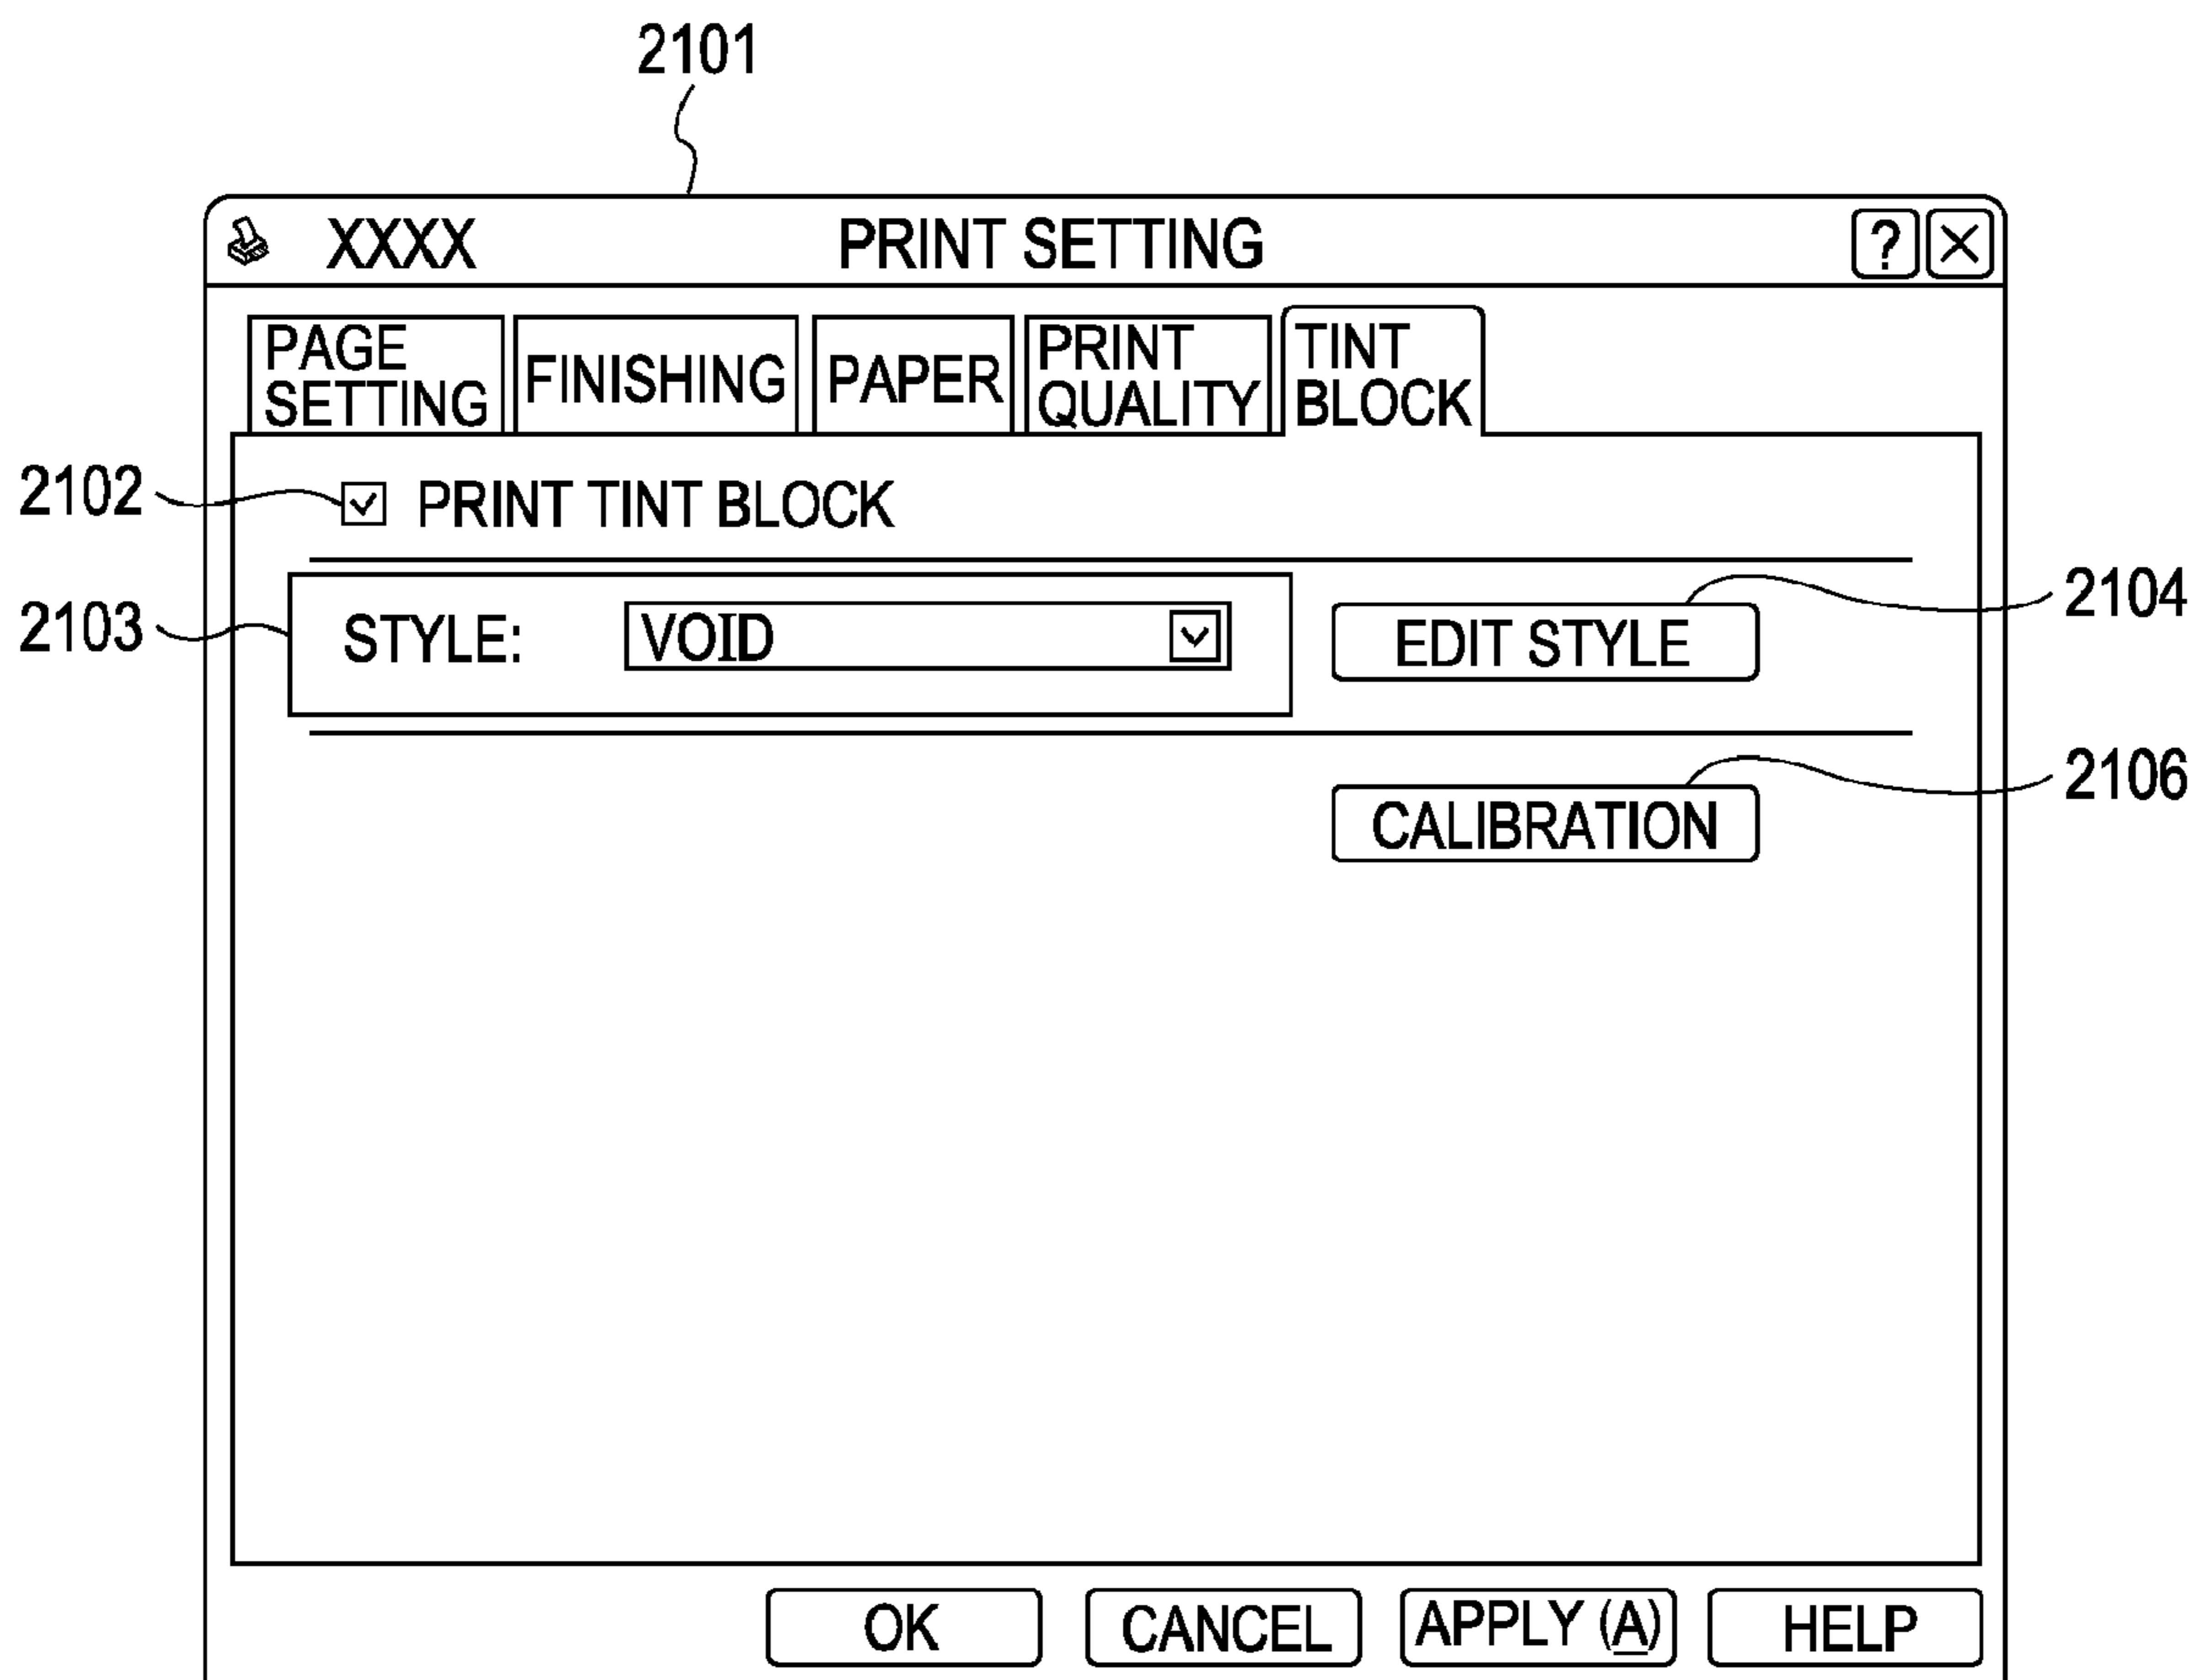 2101
XXXX PRINT SETTING ?
PAGE SETTING FINISHING PAPER PRINT QUALITY TINT BLOCK
2102 PRINT TINT BLOCK
2103 STYLE: VOID EDIT STYLE 2104
CALIBRATION 2106
OK CANCEL APPLY (A) HELP